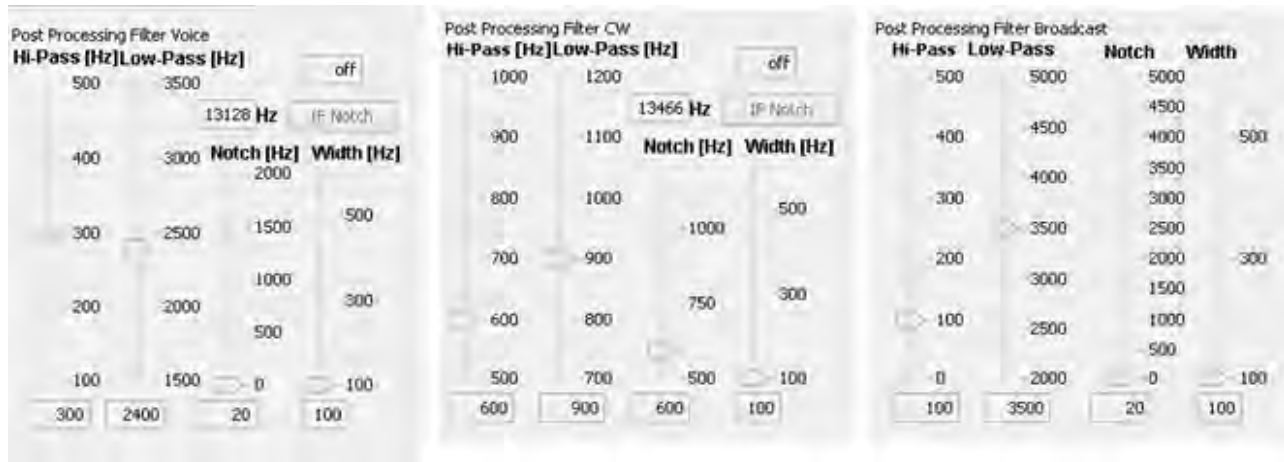 Post Processing Filter Voice
Hi-Pass [Hz] Low-Pass [Hz]
off
500 3500
13128 Hz IF Notch
400 3000 Notch [Hz] Width [Hz]
2000
500
300 2500 1500
1000
300
200 2000
500
100 1500 0 100
300 2400 20 100
Post Processing Filter CW
Hi-Pass [Hz] Low-Pass [Hz]
off
1000 1200
13466 Hz IF Notch
900 1100 Notch [Hz] Width [Hz]
800 1000
500
1000
700 900
300
750
600 800
500 700 500 100
600 900 600 100
Post Processing Filter Broadcast
Hi-Pass Low-Pass Notch Width
500 5000 5000
4500
4500
400 4000 500
3500
4000
300 3000
3500 2500
200 2000 300
3000 1500
100 1000
2500
500
0 2000 0 100
100 3500 20 100